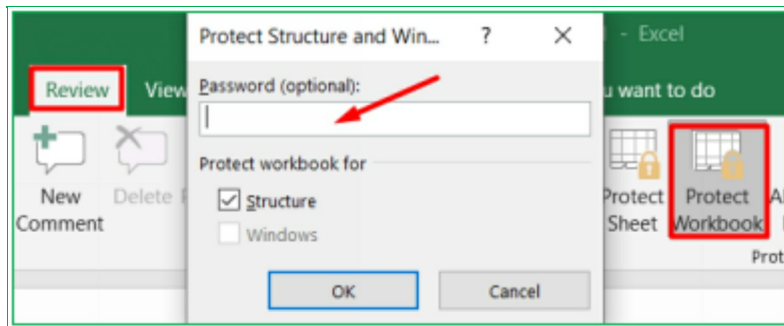 Protect Structure and Win... ? ×
- Excel
Review View
u want to do
Password (optional):
Protect workbook for
Structure
Windows
OK Cancel
New
Comment
Delete
Protect
Sheet
Protect
Workbook
Prot